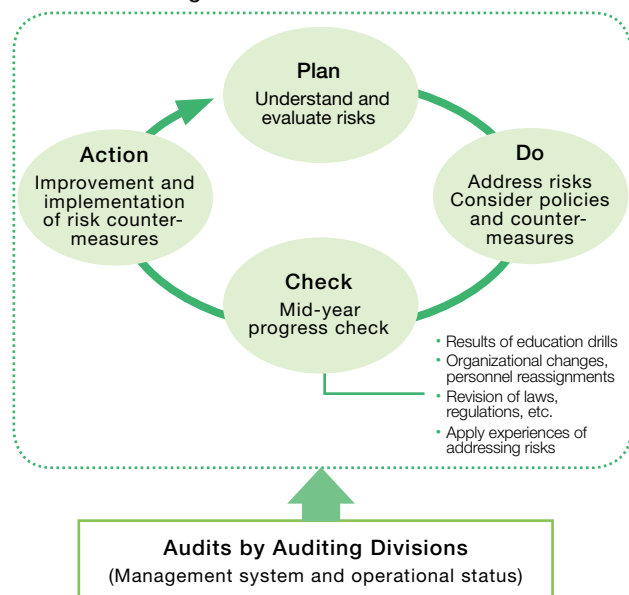 Plan
Understand and
evaluate risks
Action
Improvement and
implementation
of risk counter-
measures
Do
Address risks
Consider policies
and counter-
measures
Check
Mid-year
progress check
• Results of education drills
• Organizational changes,
personnel reassignments
• Revision of laws,
regulations, etc.
• Apply experiences of
addressing risks
Audits by Auditing Divisions
(Management system and operational status)